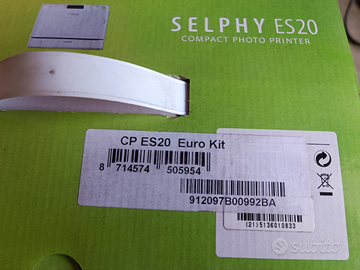 SELPHY ES20
COMPACT PHOTO PRINTER
CP ES20 Euro Kit
8 714574 505954
912097B00992BA
(21)5136010833
subito